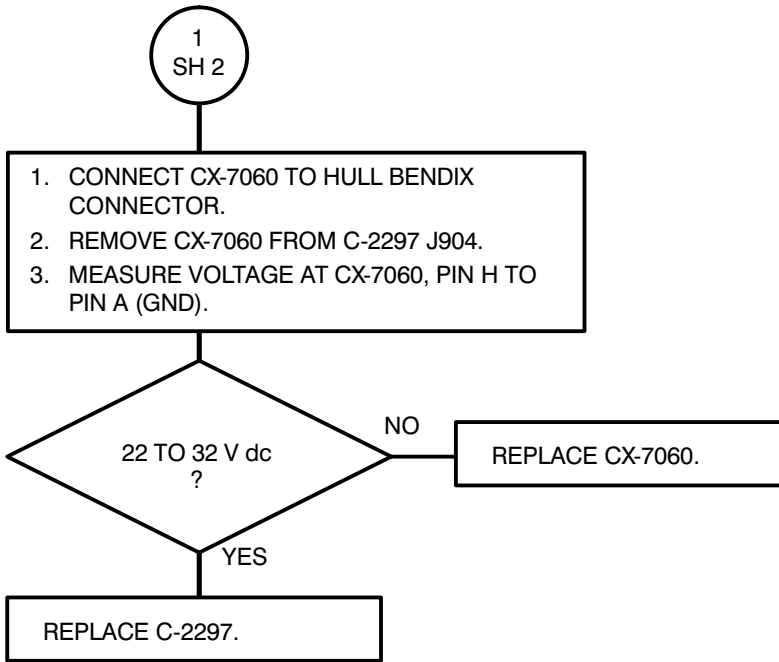 1
SH 2
1. CONNECT CX-7060 TO HULL BENDIX
CONNECTOR.
2. REMOVE CX-7060 FROM C-2297 J904.
3. MEASURE VOLTAGE AT CX-7060, PIN H TO
PIN A (GND).
22 TO 32 V dc
?
NO
REPLACE CX-7060.
YES
REPLACE C-2297.